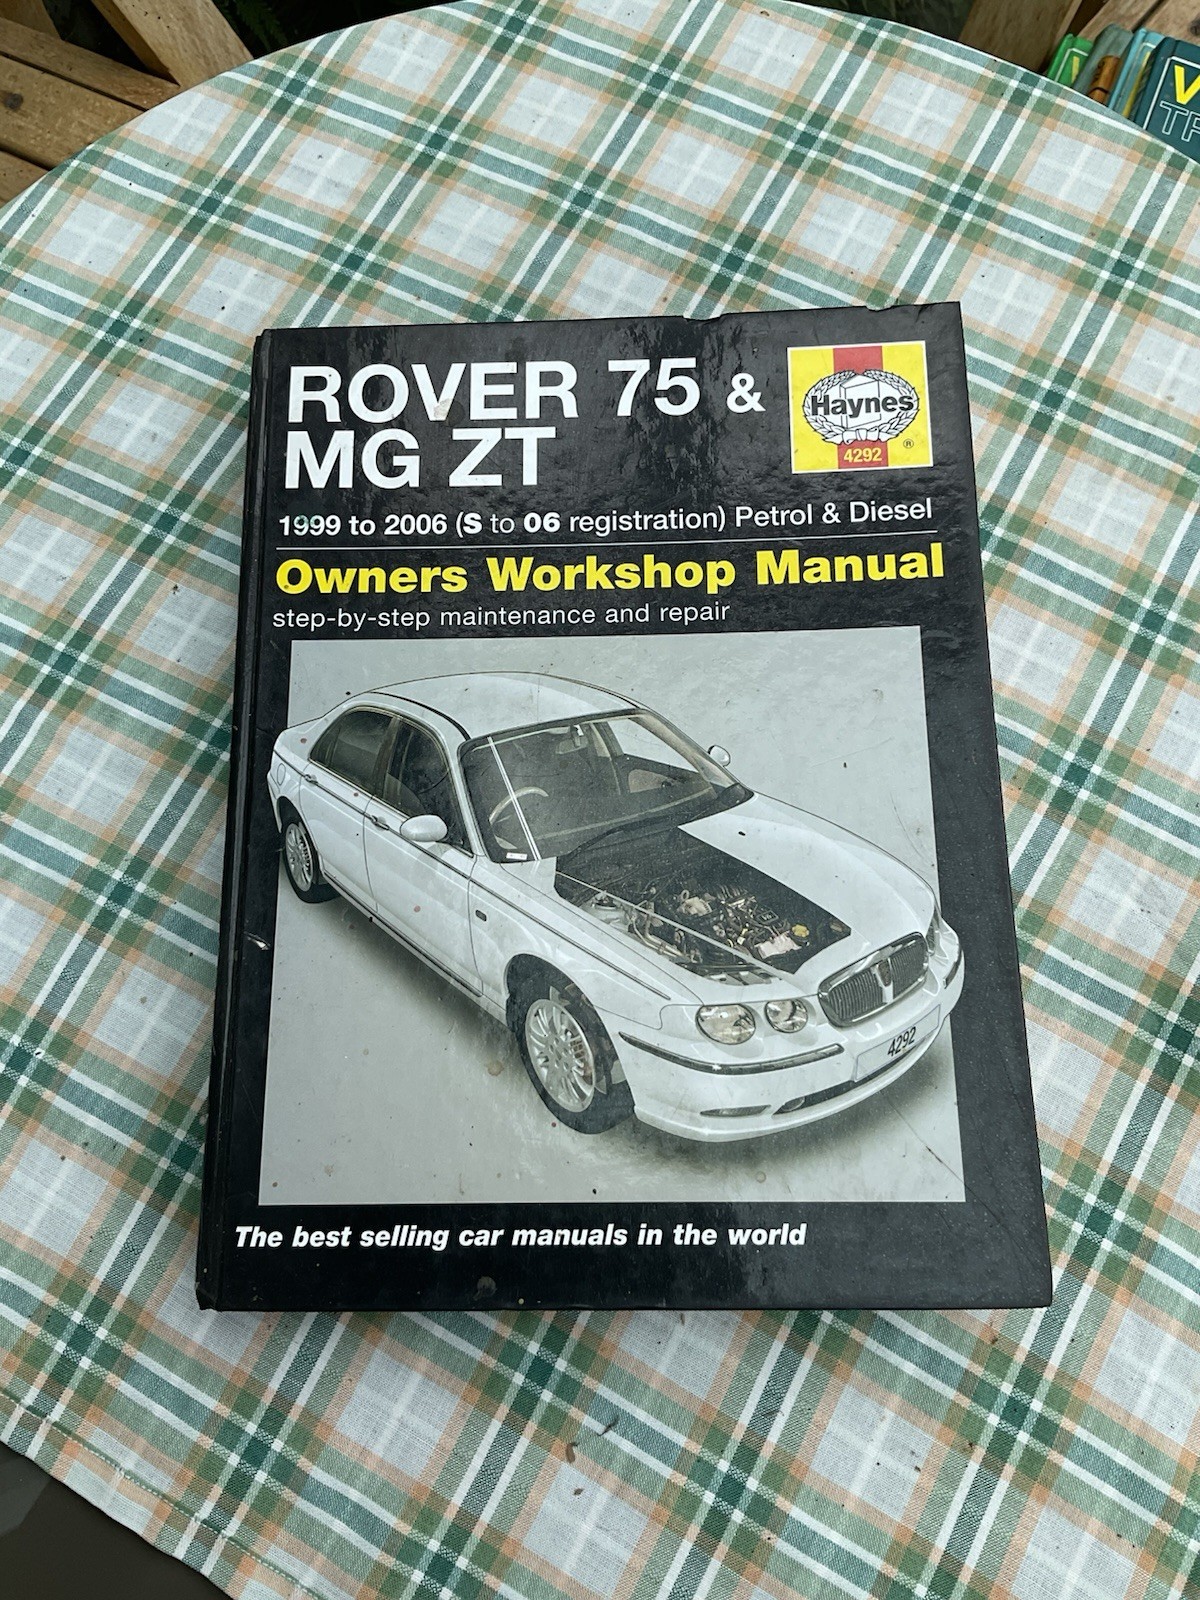 ROVER 75 &
MG ZT
Haynes
®
4292
1999 to 2006 (S to 06 registration) Petrol & Diesel
Owners Workshop Manual
step-by-step maintenance and repair
4292
The best selling car manuals in the world